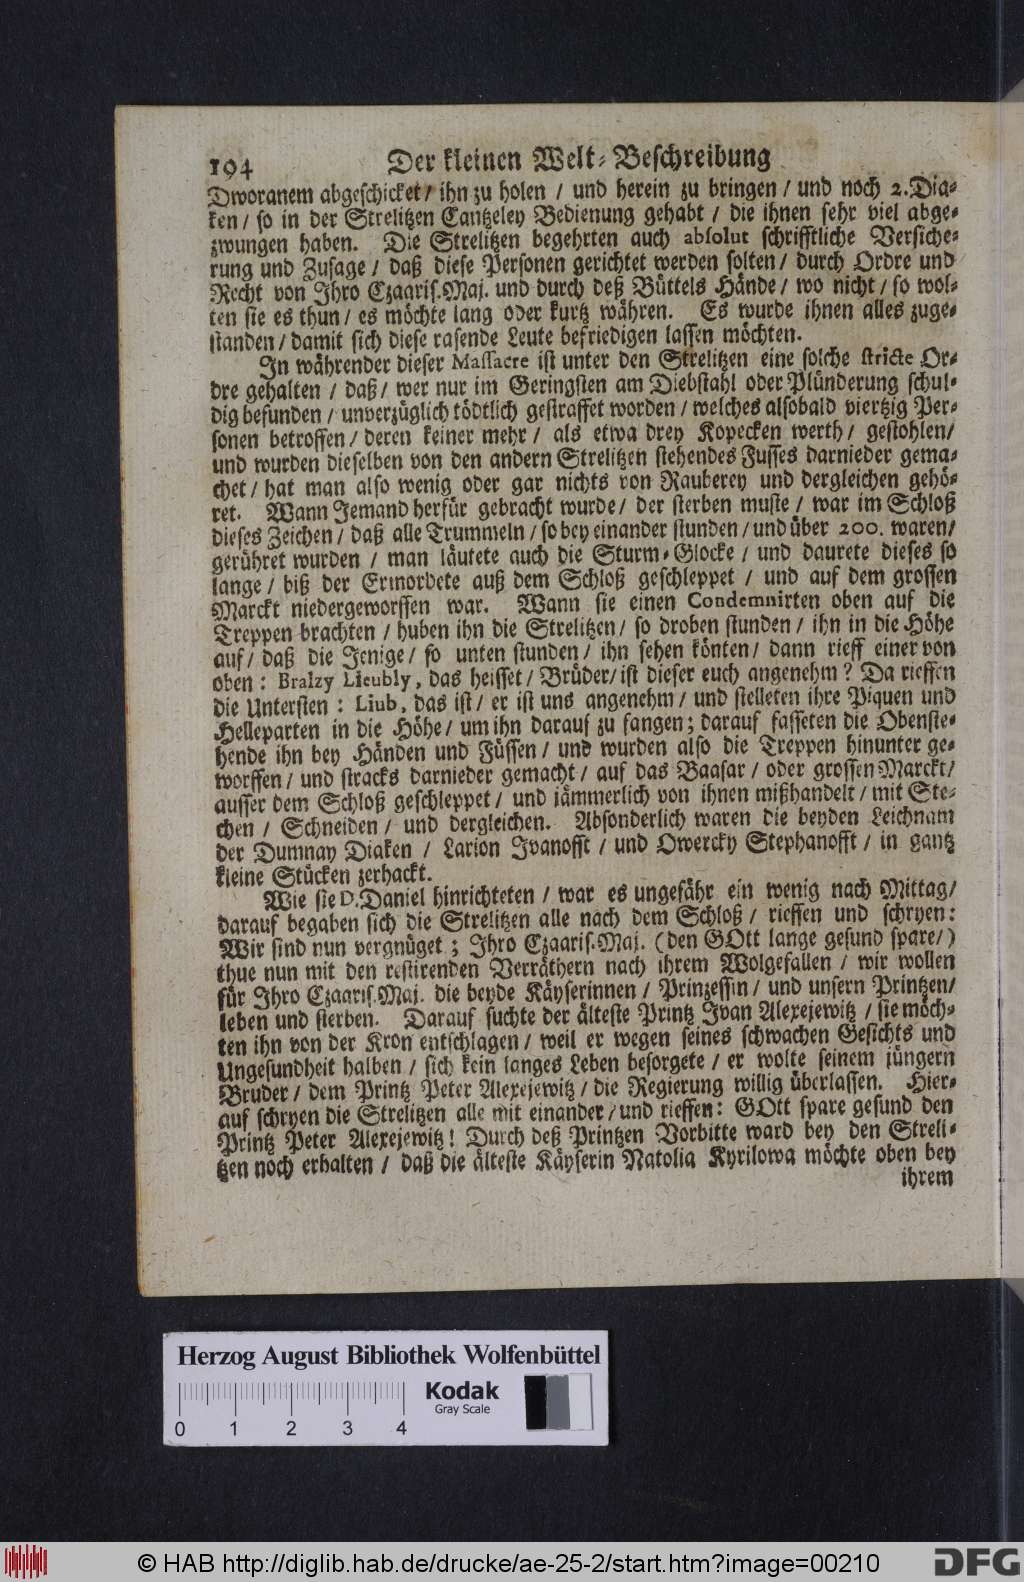 194 Der kleinen Welt-Beschreibung
Dworanem abgeschicket / ihn zu holen / und herein zu bringen / und noch 2. Dia-
ken / so in der Strelitzen Cantzeley Bedienung gehabt / die ihnen sehr viel abge-
zwungen haben. Die Strelitzen begehrten auch absolut schrifftliche Versiche-
rung und Zusage / daß diese Personen gerichtet werden solten / durch Ordre und
Recht von Ihro Czaaris. Maj. und durch deß Büttels Hände / wo nicht / so wol-
ten sie es thun / es möchte lang oder kurtz währen. Es wurde ihnen alles zuge-
standen / damit sich diese rasende Leute befriedigen lassen möchten.
In währender dieser Massacre ist unter den Strelitzen eine solche stricte Or-
dre gehalten / daß / wer nur im Geringsten am Diebstahl oder Plünderung schul-
dig befunden / unverzüglich tödtlich gestraffet worden / welches alsobald viertzig Per-
sonen betroffen / deren keiner mehr / als etwa drey Kopecken werth / gestohlen /
und wurden dieselben von den andern Strelitzen stehendes Fusses darnieder gema-
chet / hat man also wenig oder gar nichts von Rauberey und dergleichen gehö-
ret. Wann Jemand herfür gebracht wurde / der sterben muste / war im Schloß
dieses Zeichen / daß alle Trummeln / so bey einander stunden / und über 200. waren /
gerühret wurden / man läutete auch die Sturm-Glocke / und daurete dieses so
lange / biß der Ermordete auß dem Schloß geschleppet / und auf dem grossen
Marckt niedergeworffen war. Wann sie einen Condemnirten oben auf die
Treppen brachten / huben ihn die Strelitzen / so droben stunden / ihn in die Höhe
auf / daß die Jenige / so unten stunden / ihn sehen könten / dann rieff einer von
oben : Bralzy Lieubly, das heisset / Brüder / ist dieser euch angenehm ? Da rieffen
die Untersten : Liub, das ist / er ist uns angenehm / und stelleten ihre Piquen und
Helleparten in die Höhe / um ihn darauf zu fangen ; darauf fasseten die Obenste-
hende ihn bey Händen und Füssen / und wurden also die Treppen hinunter ge-
worffen / und stracks darnieder gemacht / auf das Baasar / oder grossen Marckt /
ausser dem Schloß geschleppet / und jämmerlich von ihnen mißhandelt / mit Ste-
chen / Schneiden / und dergleichen. Absonderlich waren die beyden Leichnam
der Dumnay Diaken / Larion Ivanofft / und Owercky Stephanofft / in gantz
kleine Stücken zerhackt.
Wie sie D. Daniel hinrichteten / war es ungefähr ein wenig nach Mittag /
darauf begaben sich die Strelitzen alle nach dem Schloß / rieffen und schryen :
Wir sind nun vergnüget ; Ihro Czaaris. Maj. (den GOtt lange gesund spare /)
thue nun mit den restirenden Verräthern nach ihrem Wolgefallen / wir wollen
für Ihro Czaaris. Maj. die beyde Käyserinnen / Prinzessin / und unsern Printzen /
leben und sterben. Darauf suchte der älteste Printz Ivan Alexejewitz / sie möch-
ten ihn von der Kron entschlagen / weil er wegen seines schwachen Gesichts und
Ungesundheit halben / sich kein langes Leben besorgete / er wolte seinem jüngern
Bruder / dem Printz Peter Alexejewitz / die Regierung willig überlassen. Hier-
auf schryen die Strelitzen alle mit einander / und rieffen : GOtt spare gesund den
Printz Peter Alexejewitz ! Durch deß Printzen Vorbitte ward bey den Streli-
tzen noch erhalten / daß die älteste Käyserin Natolia Kyrilowa möchte oben bey
ihrem
Herzog August Bibliothek Wolfenbüttel
Kodak
Gray Scale
0 1 2 3 4
© HAB http://diglib.hab.de/drucke/ae-25-2/start.htm?image=00210
DFG